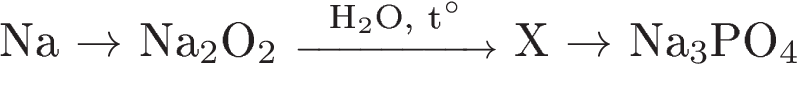 Na → Na₂O₂ —H₂O, t°→ X → Na₃PO₄